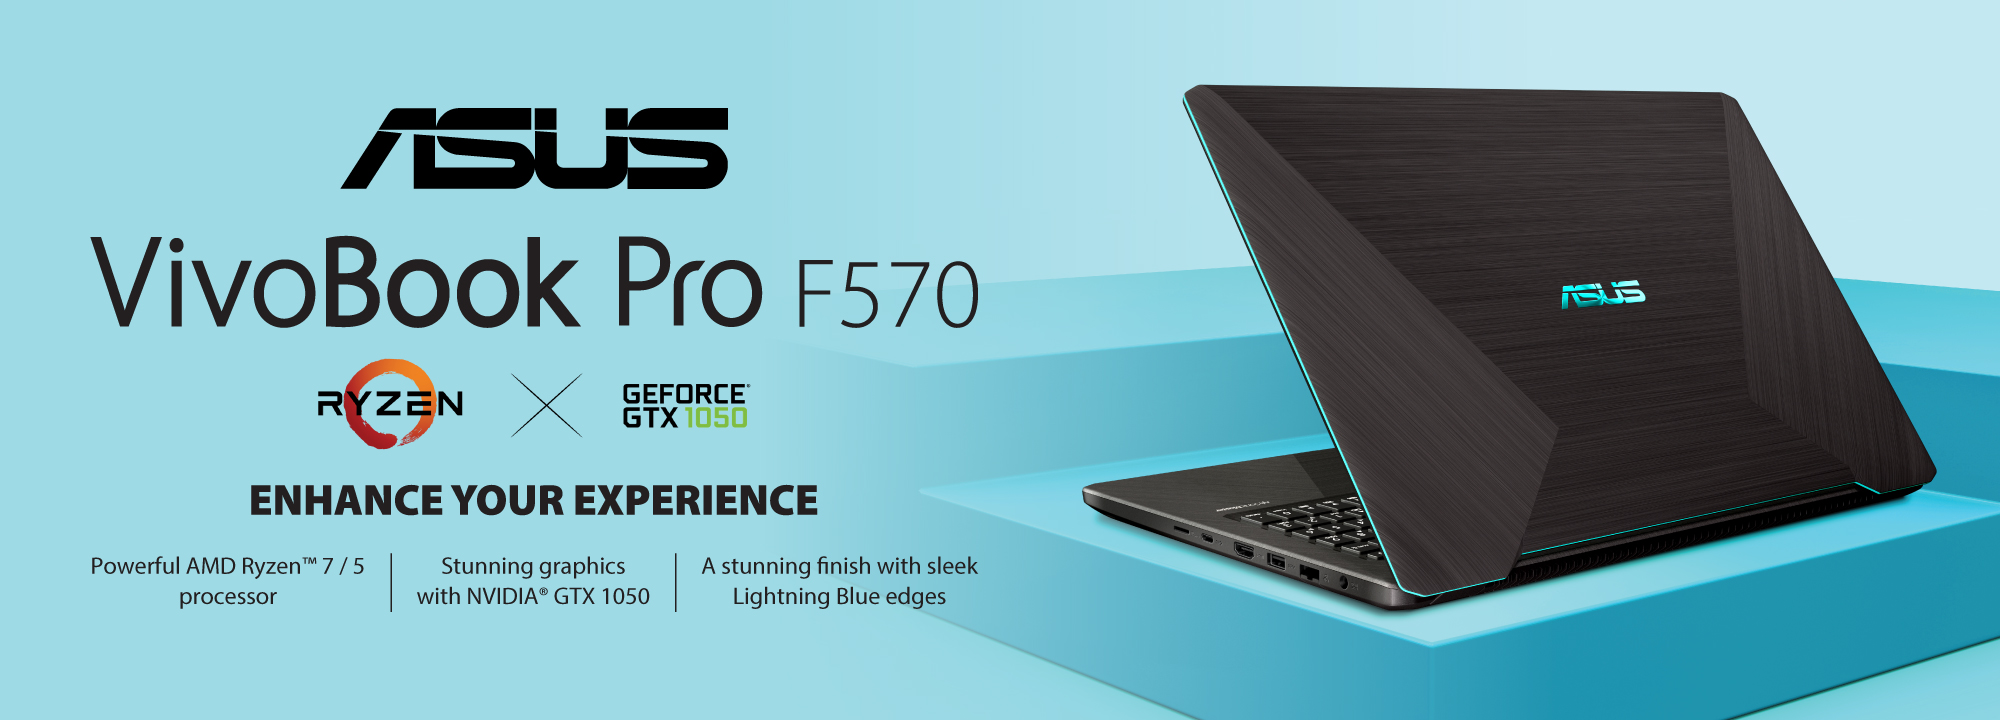 ASUS
VivoBook Pro F570
RYZEN
GEFORCE®
GTX 1050
ENHANCE YOUR EXPERIENCE
Powerful AMD Ryzen™ 7 / 5
processor
Stunning graphics
with NVIDIA® GTX 1050
A stunning finish with sleek
Lightning Blue edges
ASUS